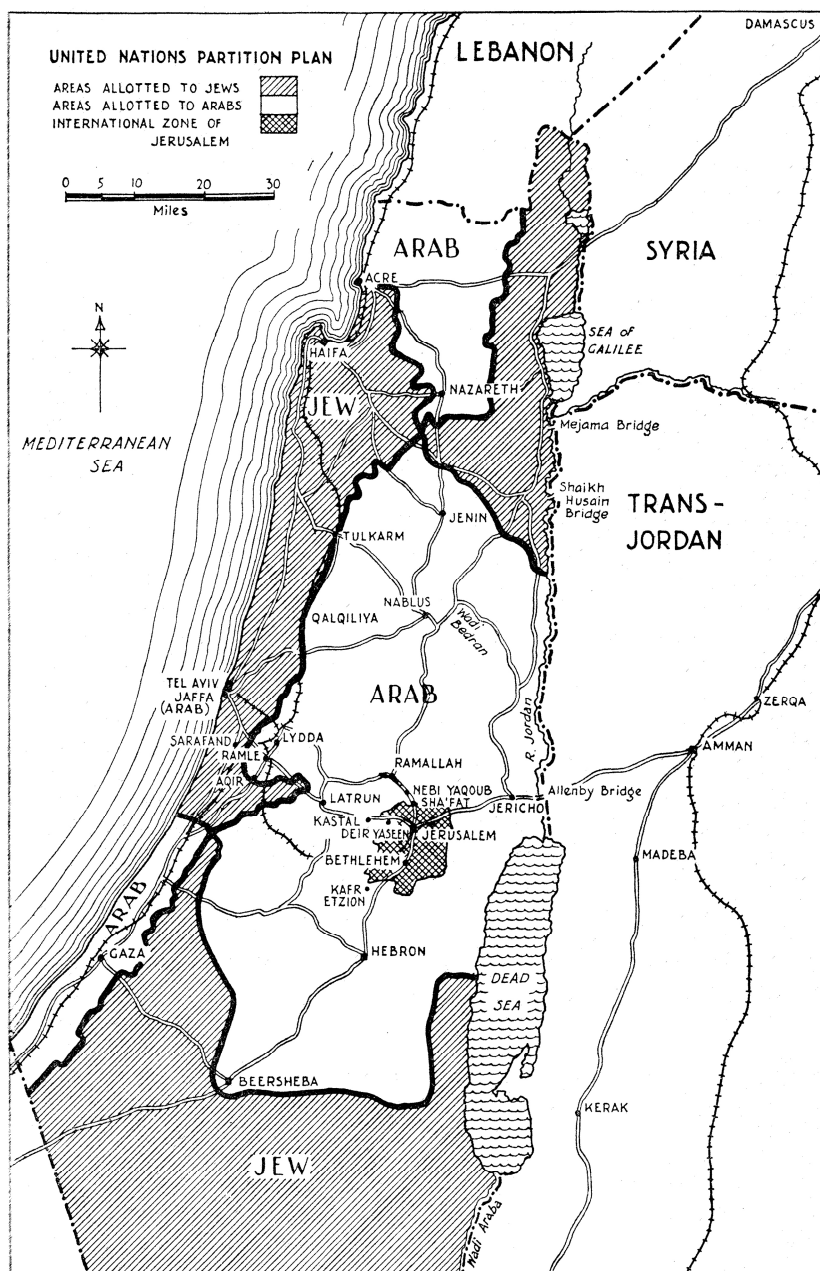 DAMASCUS
UNITED NATIONS PARTITION PLAN
LEBANON
AREAS ALLOTTED TO JEWS
AREAS ALLOTTED TO ARABS
INTERNATIONAL ZONE OF
JERUSALEM
0 5 10 20 30
Miles
ARAB
SYRIA
ACRE
N
SEA OF
GALILEE
HAIFA
NAZARETH
JEW
Mejama Bridge
MEDITERRANEAN
SEA
Shaikh
Husain
Bridge
TRANS-
JORDAN
JENIN
TULKARM
NABLUS
QALQILIYA
Wadi
Bedran
TEL AVIV
JAFFA
(ARAB)
ARAB
ZERQA
SARAFAND
LYDDA
RAMLE
R. Jordan
AMMAN
AQIR
RAMALLAH
NEBI YAQOUB
SHA'FAT
Allenby Bridge
LATRUN
JERICHO
KASTAL
DEIR YASEEN
JERUSALEM
BETHLEHEM
MADEBA
KAFR
ETZION
ARAB
GAZA
HEBRON
DEAD
SEA
BEERSHEBA
KERAK
JEW
Wadi Araba